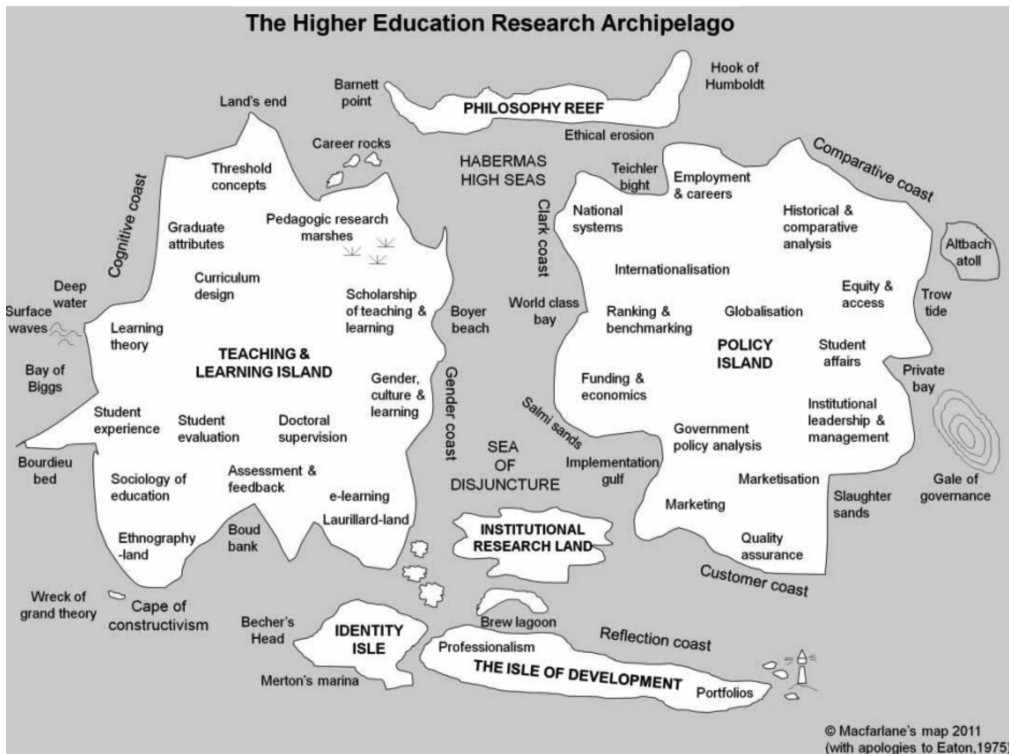 The Higher Education Research Archipelago
Barnett
point
PHILOSOPHY REEF
Hook of
Humboldt
Ethical erosion
Land's end
Career rocks
HABERMAS
HIGH SEAS
Cognitive coast
Threshold
concepts
Graduate
attributes
Pedagogic research
marshes
Curriculum
design
Scholarship
of teaching &
learning
Deep
water
Surface
waves
Learning
theory
Boyer
beach
TEACHING &
LEARNING ISLAND
Bay of
Biggs
Gender,
culture &
learning
Gender coast
Student
experience
Student
evaluation
Doctoral
supervision
Bourdieu
bed
Sociology of
education
Assessment &
feedback
e-learning
Laurillard-land
Ethnography
-land
Boud
bank
Wreck of
grand theory
Cape of
constructivism
Teichler
bight
Employment
& careers
Comparative coast
Clark coast
National
systems
Historical &
comparative
analysis
Altbach
atoll
Internationalisation
Equity &
access
Trow
tide
World class
bay
Ranking &
benchmarking
Globalisation
POLICY
ISLAND
Student
affairs
Private
bay
Funding &
economics
Salmi sands
Institutional
leadership &
management
Government
policy analysis
Gale of
governance
Implementation
gulf
Marketisation
Slaughter
sands
Marketing
Quality
assurance
Customer coast
SEA
OF
DISJUNCTURE
INSTITUTIONAL
RESEARCH LAND
Brew lagoon
Becher's
Head
IDENTITY
ISLE
Merton's marina
Reflection coast
Professionalism
THE ISLE OF DEVELOPMENT
Portfolios
© Macfarlane's map 2011
(with apologies to Eaton,1975)